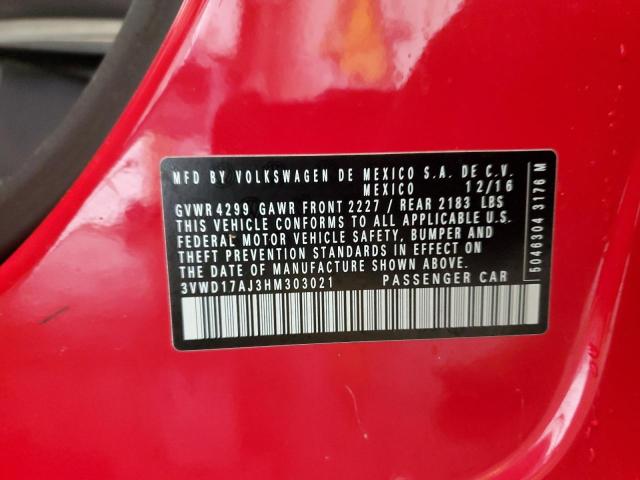 MFD BY VOLKSWAGEN DE MEXICO S.A. DE C.V.
MEXICO 12/16
GVWR 4299 GAWR FRONT 2227 / REAR 2183 LBS
THIS VEHICLE CONFORMS TO ALL APPLICABLE U.S.
FEDERAL MOTOR VEHICLE SAFETY, BUMPER AND
THEFT PREVENTION STANDARDS IN EFFECT ON
THE DATE OF MANUFACTURE SHOWN ABOVE.
3VWD17AJ3HM303021 PASSENGER CAR
5046304 3178 M